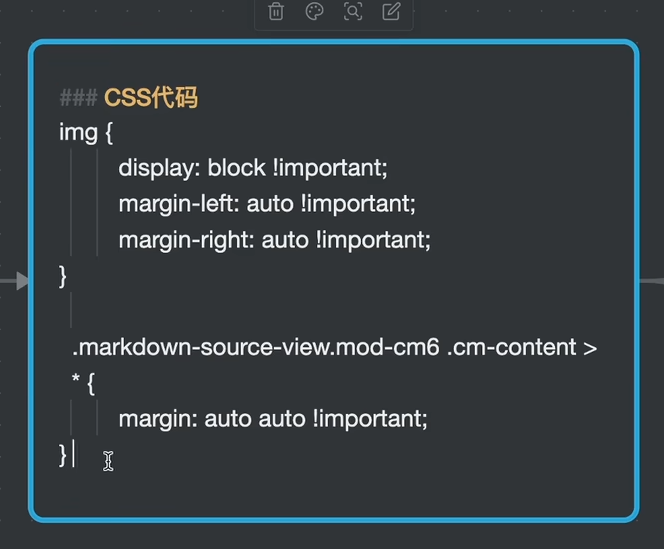 ### CSS代码
img {
display: block !important;
margin-left: auto !important;
margin-right: auto !important;
}
.markdown-source-view.mod-cm6 .cm-content >
* {
margin: auto auto !important;
}